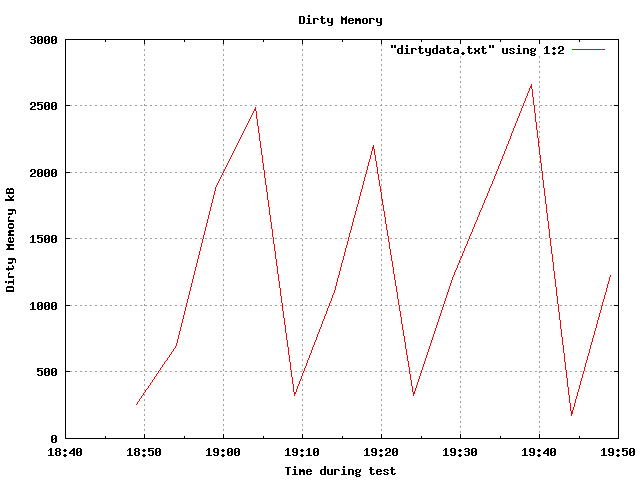 Dirty Memory
"dirtydata.txt" using 1:2
3000
2500
2000
1500
1000
500
0
Dirty Memory kB
18:40 18:50 19:00 19:10 19:20 19:30 19:40 19:50
Time during test